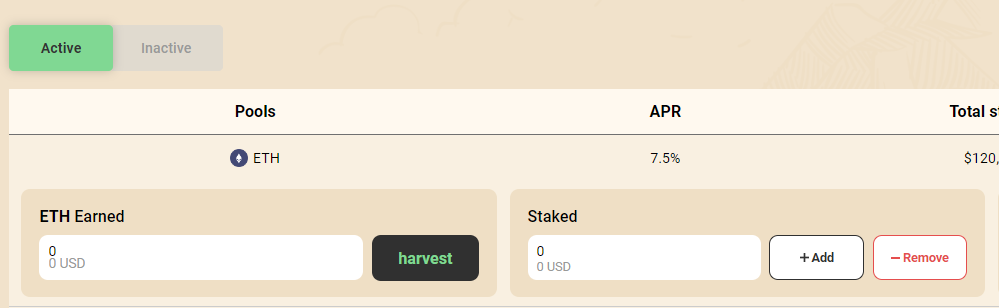 Active Inactive
Pools APR Total
ETH 7.5% $120,
ETH Earned Staked
0 0
0 USD harvest 0 USD + Add − Remove